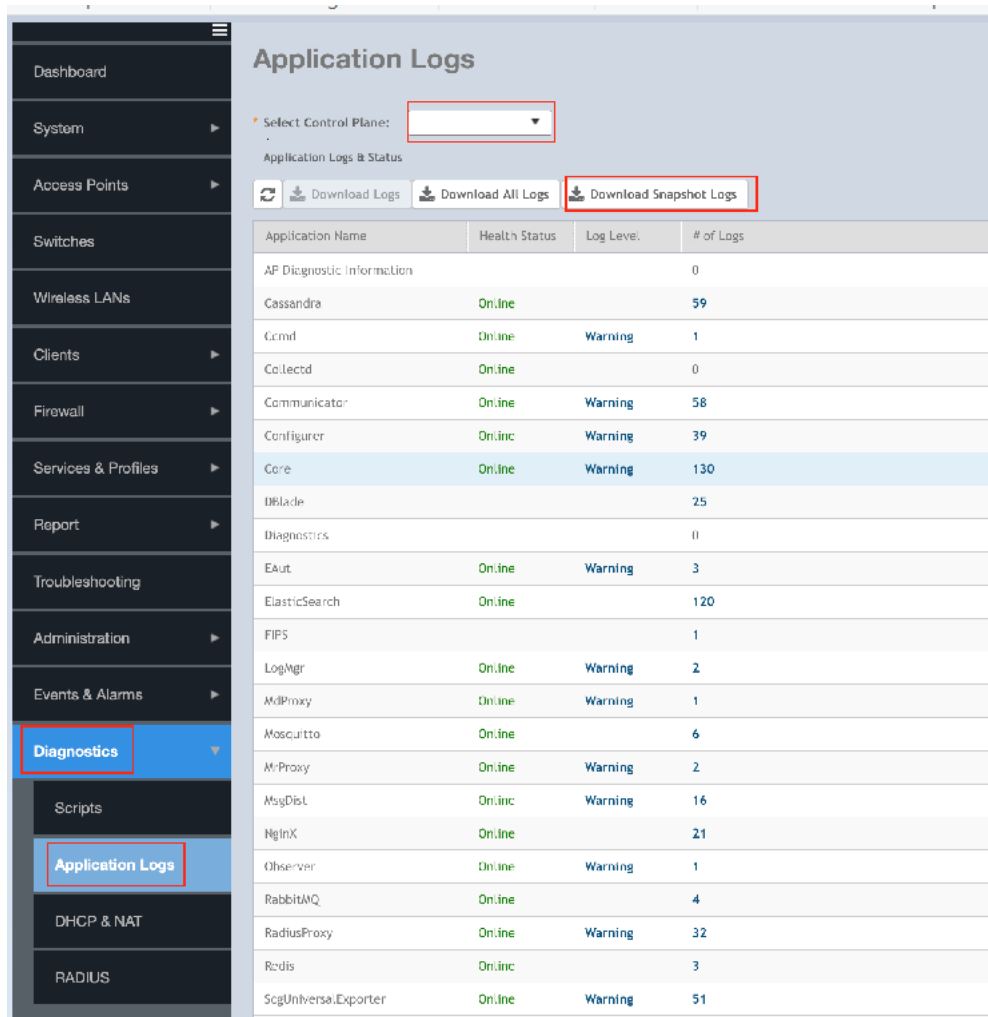 Dashboard
System
Access Points
Switches
Wireless LANs
Clients
Firewall
Services & Profiles
Report
Troubleshooting
Administration
Events & Alarms
Diagnostics
Scripts
Application Logs
DHCP & NAT
RADIUS
Application Logs
* Select Control Plane:
Application Logs & Status
Download Logs Download All Logs Download Snapshot Logs
Application Name Health Status Log Level # of Logs
AP Diagnostic Information 0
Cassandra Online 59
Ccmd Online Warning 1
Collectd Online 0
Communicator Online Warning 58
Configurer Online Warning 39
Core Online Warning 130
DBlade 25
Diagnostics 0
EAut Online Warning 3
ElasticSearch Online 120
FIPS 1
LogMgr Online Warning 2
MdProxy Online Warning 1
Mosquitto Online 6
MrProxy Online Warning 2
MsgDist Online Warning 16
NginX Online 21
Observer Online Warning 1
RabbitMQ Online 4
RadiusProxy Online Warning 32
Redis Online 3
ScgUniversalExporter Online Warning 51